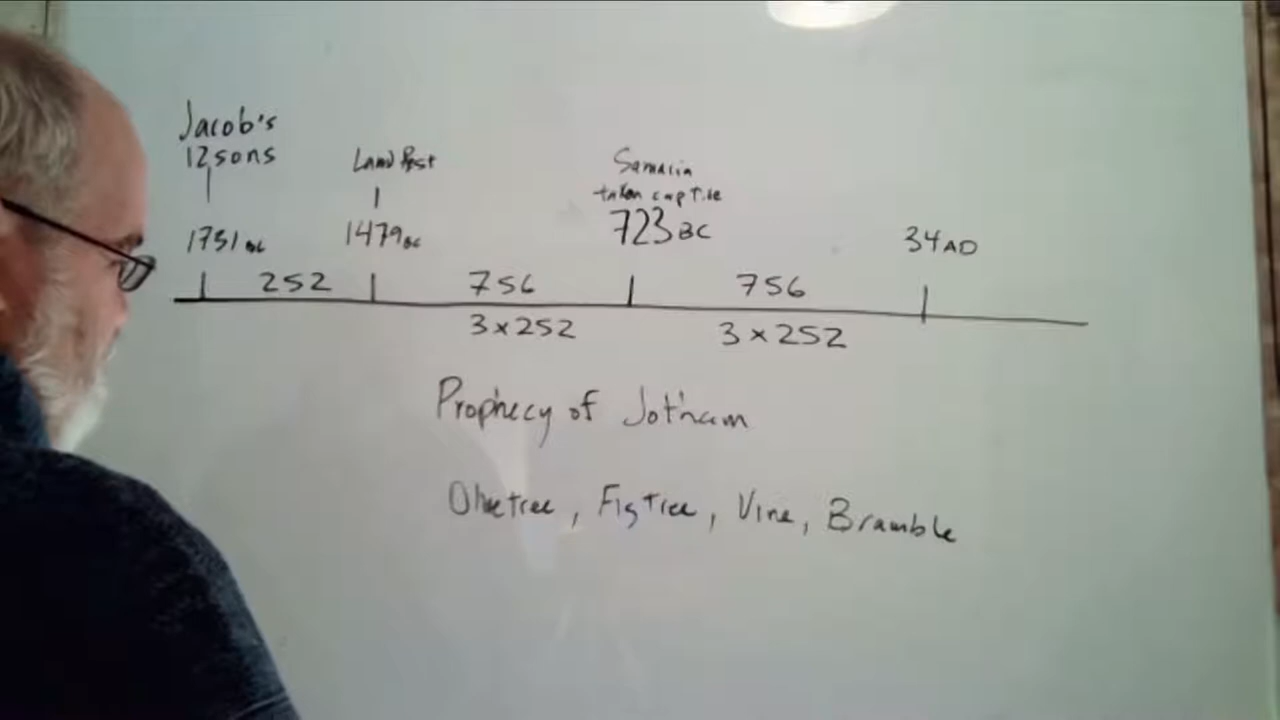 Jacob's
12 sons
Land Rest
Samaria
taken captive
1731 BC
1479 BC
723 BC
34 AD
252
756
756
3 x 252
3 x 252
Prophecy of Jotham
Olivetree, Figtree, Vine, Bramble